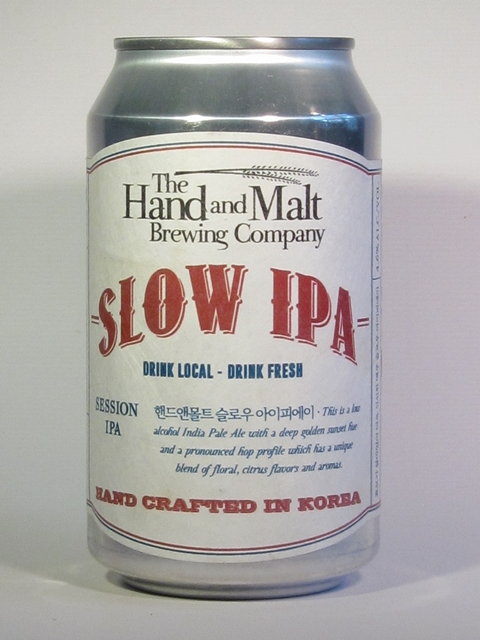 The
Hand and Malt
Brewing Company
SLOW IPA
DRINK LOCAL - DRINK FRESH
SESSION
IPA
핸드앤몰트 슬로우 아이피에이 · This is a low
alcohol India Pale Ale with a deep golden sunset hue
and a pronounced hop profile which has a unique
blend of floral, citrus flavors and aromas.
HAND CRAFTED IN KOREA